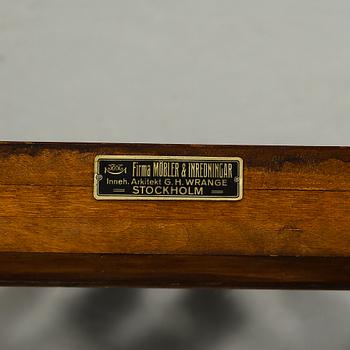 Firma MÖBLER & INREDNINGAR
Inneh. Arkitekt G.H.WRANGE
STOCKHOLM